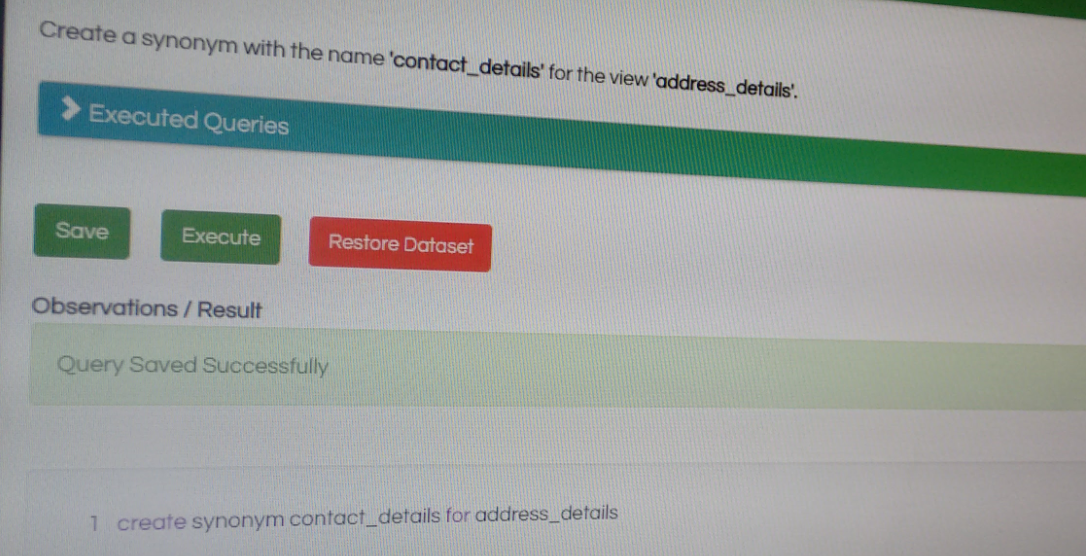 Create a synonym with the name 'contact_details' for the view 'address_details'.
Executed Queries
Save Execute Restore Dataset
Observations / Result
Query Saved Successfully
1 create synonym contact_details for address_details